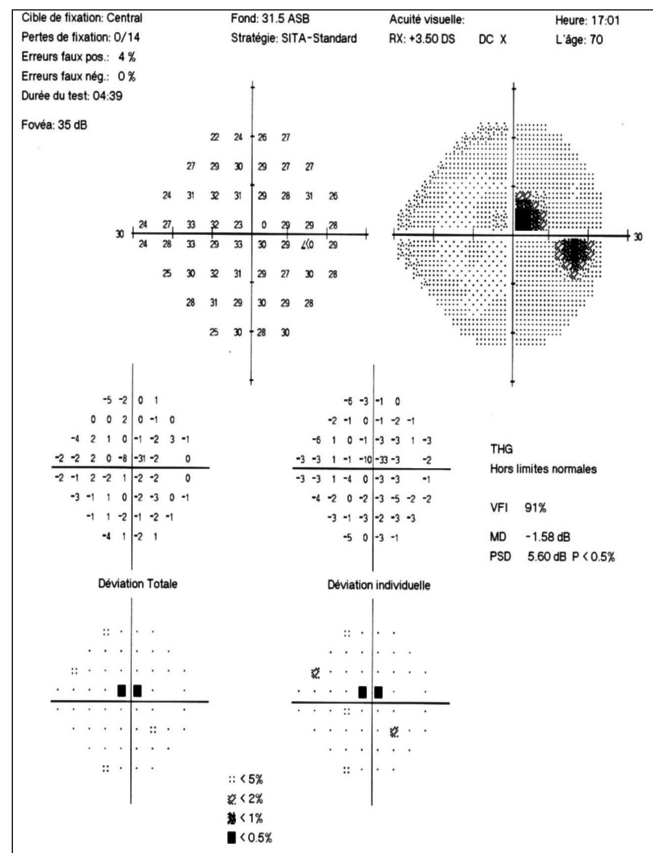 Cible de fixation: Central Fond: 31.5 ASB Acuité visuelle: Heure: 17:01
Pertes de fixation: 0/14 Stratégie: SITA-Standard RX: +3.50 DS DC X L'âge: 70
Erreurs faux pos.: 4 %
Erreurs faux nég.: 0 %
Durée du test: 04:39
Fovéa: 35 dB
22 24 26 27
27 29 30 29 27 27
24 31 32 31 29 28 31 26
24 27 33 32 23 0 29 29 28
30 30
24 28 33 29 33 30 29 <0 29
25 30 32 31 29 27 30 28
28 31 29 30 29 28
25 30 28 30
-5 -2 0 1
0 0 2 0 -1 0
-4 2 1 0 -1 -2 3 -1
-2 -2 2 0 -8 -31 -2 0
-2 -1 2 -2 1 -2 -2 0
-3 -1 1 0 -2 -3 0 -1
-1 1 -2 -1 -2 -1
-4 1 -2 1
Déviation Totale
-6 -3 -1 0
-2 -1 0 -1 -2 -1
-6 1 0 -1 -3 -3 1 -3
-3 -3 1 -1 -10 -33 -3 -2
-3 -3 1 -4 0 -3 -3 -1
-4 -2 0 -2 -3 -5 -2 -2
-3 -1 -3 -2 -3 -3
-5 0 -3 -1
Déviation individuelle
THG
Hors limites normales
VFI 91%
MD -1.58 dB
PSD 5.60 dB P < 0.5%
< 5%
< 2%
< 1%
< 0.5%